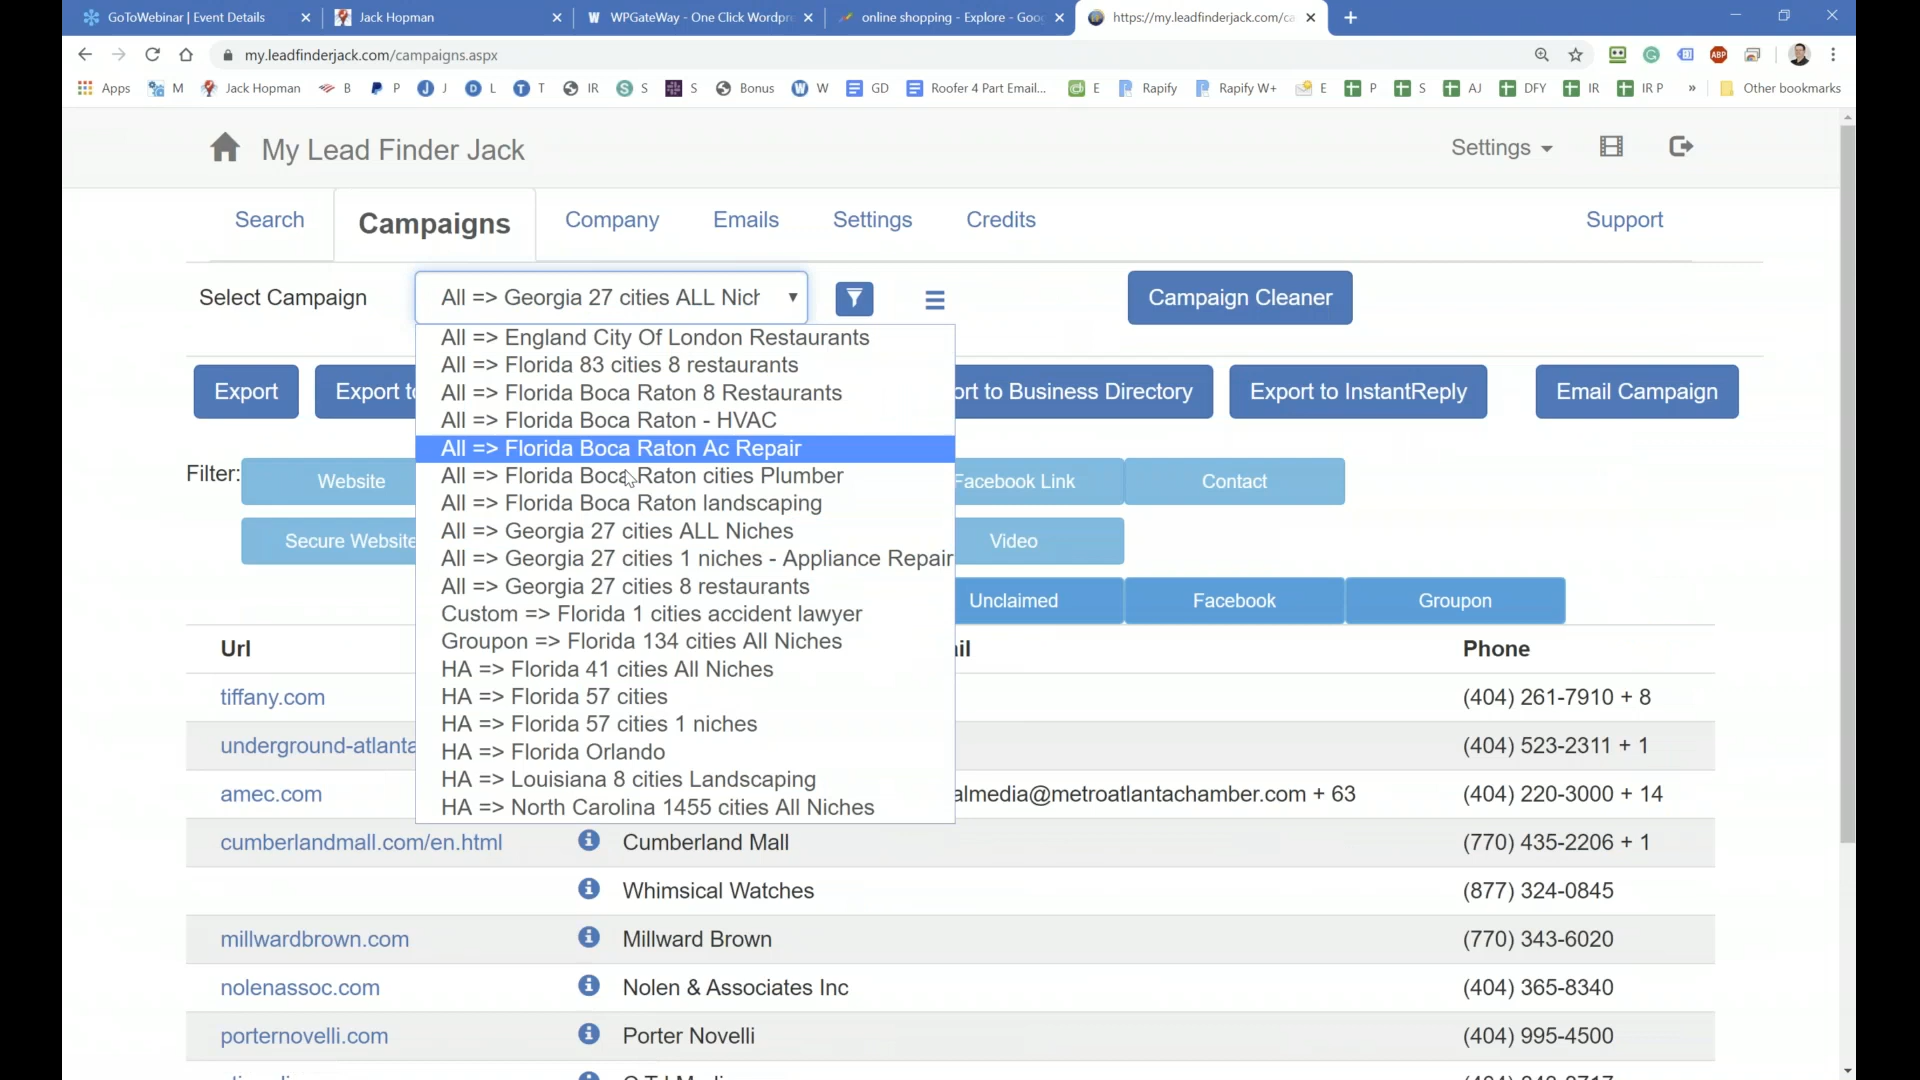 GoToWebinar | Event Details
Jack Hopman
WPGateWay - One Click Wordpr
online shopping - Explore - Goo
https://my.leadfinderjack.com/ca
my.leadfinderjack.com/campaigns.aspx
ABP
Apps M Jack Hopman B P J J D L T T IR S S S Bonus W W GD Roofer 4 Part Email... E Rapify Rapify W+ E P S AJ DFY IR IR P » Other bookmarks
My Lead Finder Jack
Settings
Search
Campaigns
Company
Emails
Settings
Credits
Support
Select Campaign
All => Georgia 27 cities ALL Nich
Campaign Cleaner
All => England City Of London Restaurants
All => Florida 83 cities 8 restaurants
All => Florida Boca Raton 8 Restaurants
All => Florida Boca Raton - HVAC
All => Florida Boca Raton Ac Repair
All => Florida Boca Raton cities Plumber
All => Florida Boca Raton landscaping
All => Georgia 27 cities ALL Niches
All => Georgia 27 cities 1 niches - Appliance Repair
All => Georgia 27 cities 8 restaurants
Custom => Florida 1 cities accident lawyer
Groupon => Florida 134 cities All Niches
HA => Florida 41 cities All Niches
HA => Florida 57 cities
HA => Florida 57 cities 1 niches
HA => Florida Orlando
HA => Louisiana 8 cities Landscaping
HA => North Carolina 1455 cities All Niches
Export
Export to
ort to Business Directory
Export to InstantReply
Email Campaign
Filter:
Website
Facebook Link
Contact
Secure Website
Video
Unclaimed
Facebook
Groupon
Url
ail
Phone
tiffany.com (404) 261-7910 + 8
underground-atlanta (404) 523-2311 + 1
amec.com almedia@metroatlantachamber.com + 63 (404) 220-3000 + 14
cumberlandmall.com/en.html Cumberland Mall (770) 435-2206 + 1
Whimsical Watches (877) 324-0845
millwardbrown.com Millward Brown (770) 343-6020
nolenassoc.com Nolen & Associates Inc (404) 365-8340
porternovelli.com Porter Novelli (404) 995-4500